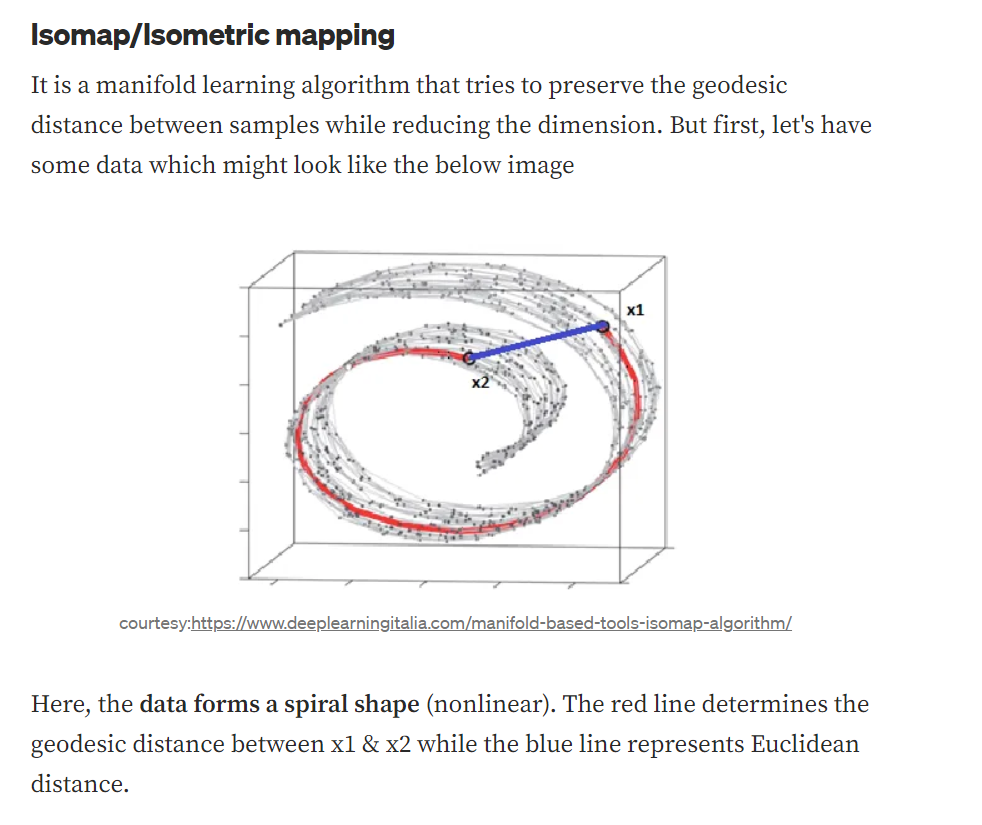 Isomap/Isometric mapping
It is a manifold learning algorithm that tries to preserve the geodesic
distance between samples while reducing the dimension. But first, let's have
some data which might look like the below image
x1
x2
courtesy:https://www.deeplearningitalia.com/manifold-based-tools-isomap-algorithm/
Here, the data forms a spiral shape (nonlinear). The red line determines the
geodesic distance between x1 & x2 while the blue line represents Euclidean
distance.